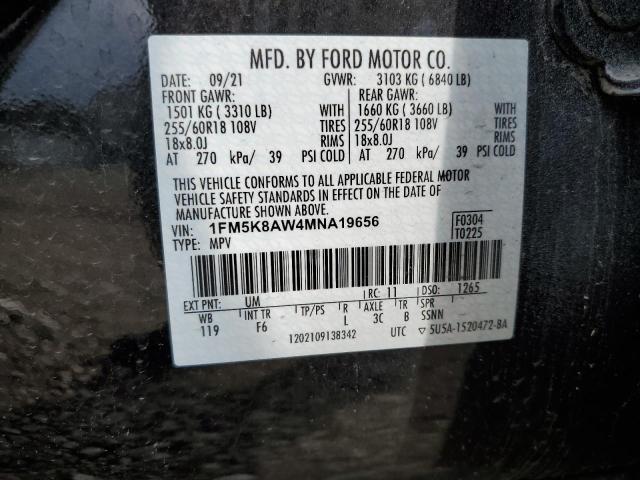 MFD. BY FORD MOTOR CO.
DATE: 09/21 GVWR: 3103 KG ( 6840 LB)
FRONT GAWR: REAR GAWR:
1501 KG ( 3310 LB) WITH 1660 KG ( 3660 LB) WITH
255/60R18 108V TIRES 255/60R18 108V TIRES
18x8.0J RIMS 18x8.0J RIMS
AT 270 kPa/ 39 PSI COLD AT 270 kPa/ 39 PSI COLD
THIS VEHICLE CONFORMS TO ALL APPLICABLE FEDERAL MOTOR
VEHICLE SAFETY STANDARDS IN EFFECT ON THE DATE OF
MANUFACTURE SHOWN ABOVE.
VIN: 1FM5K8AW4MNA19656 F0304
TYPE: MPV T0225
EXT PNT: UM RC: 11 DSO: 1265
WB INT TR TP/PS R AXLE TR SPR
119 F6 L 3C B SSNN
1202109138342 UTC ▽ 5U5A-1520472-8A